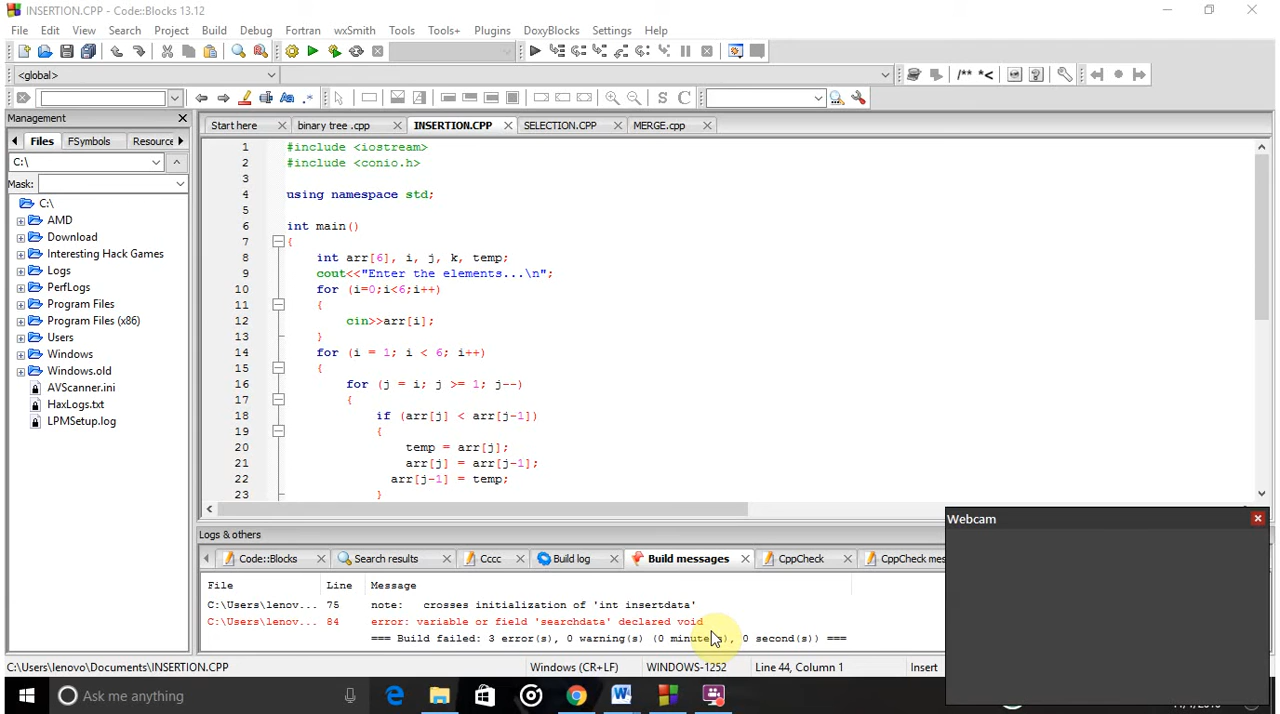 INSERTION.CPP - Code::Blocks 13.12
File Edit View Search Project Build Debug Fortran wxSmith Tools Tools+ Plugins DoxyBlocks Settings Help
<global>
/** *<
S C
Management
Files FSymbols Resource
C:\
Mask:
C:\
AMD
Download
Interesting Hack Games
Logs
PerfLogs
Program Files
Program Files (x86)
Users
Windows
Windows.old
AVScanner.ini
HaxLogs.txt
LPMSetup.log
Start here binary tree .cpp INSERTION.CPP SELECTION.CPP MERGE.cpp
1 #include <iostream>
2 #include <conio.h>
3
4 using namespace std;
5
6 int main()
7 {
8 int arr[6], i, j, k, temp;
9 cout<<"Enter the elements...\n";
10 for (i=0;i<6;i++)
11 {
12 cin>>arr[i];
13 }
14 for (i = 1; i < 6; i++)
15 {
16 for (j = i; j >= 1; j--)
17 {
18 if (arr[j] < arr[j-1])
19 {
20 temp = arr[j];
21 arr[j] = arr[j-1];
22 arr[j-1] = temp;
23 }
Logs & others
Code::Blocks Search results Cccc Build log Build messages CppCheck CppCheck mes
File Line Message
C:\Users\lenov... 75 note: crosses initialization of 'int insertdata'
C:\Users\lenov... 84 error: variable or field 'searchdata' declared void
=== Build failed: 3 error(s), 0 warning(s) (0 minute(s), 0 second(s)) ===
C:\Users\lenovo\Documents\INSERTION.CPP Windows (CR+LF) WINDOWS-1252 Line 44, Column 1 Insert
Webcam
Ask me anything